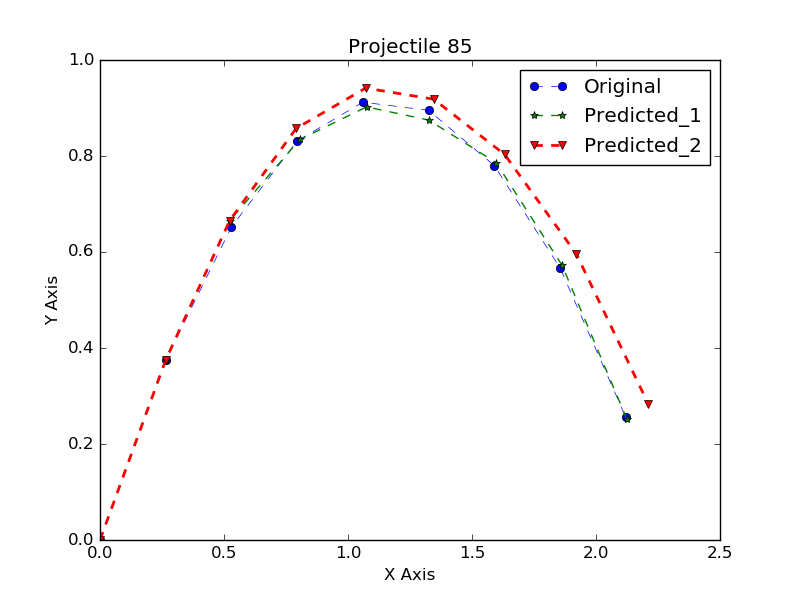 Projectile 85
Original
Predicted_1
Predicted_2
Y Axis
1.0
0.8
0.6
0.4
0.2
0.0
0.0 0.5 1.0 1.5 2.0 2.5
X Axis